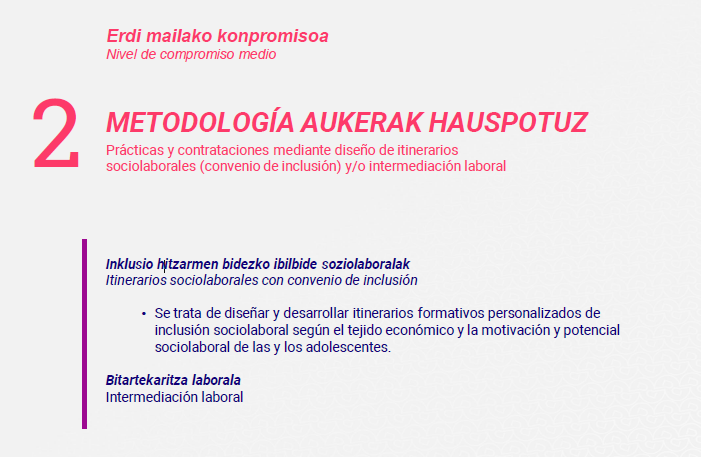 Erdi mailako konpromisoa
Nivel de compromiso medio
2
METODOLOGÍA AUKERAK HAUSPOTUZ
Prácticas y contrataciones mediante diseño de itinerarios
sociolaborales (convenio de inclusión) y/o intermediación laboral
Inklusio hitzarmen bidezko ibilbide soziolaboralak
Itinerarios sociolaborales con convenio de inclusión
• Se trata de diseñar y desarrollar itinerarios formativos personalizados de
inclusión sociolaboral según el tejido económico y la motivación y potencial
sociolaboral de las y los adolescentes.
Bitartekaritza laborala
Intermediación laboral